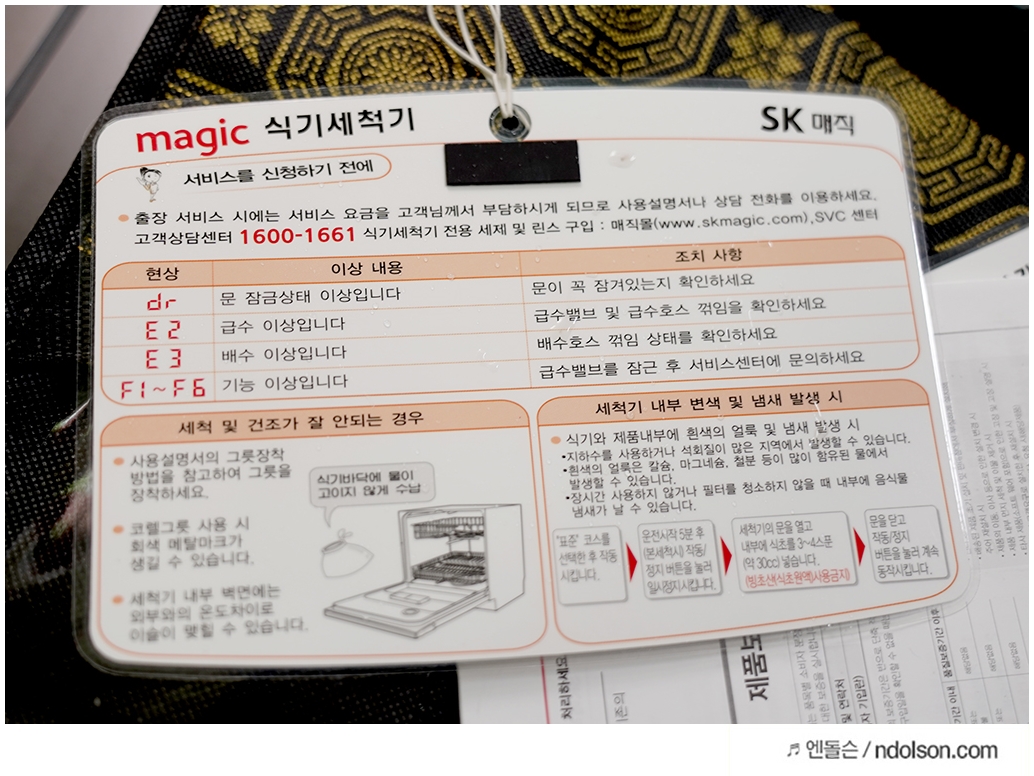 magic 식기세척기
SK 매직
서비스를 신청하기 전에
● 출장 서비스 시에는 서비스 요금을 고객님께서 부담하시게 되므로 사용설명서나 상담 전화를 이용하세요.
고객상담센터 1600-1661 식기세척기 전용 세제 및 린스 구입 : 매직몰(www.skmagic.com),SVC 센터
현상 이상 내용 조치 사항
dr 문 잠금상태 이상입니다 문이 꼭 잠겨있는지 확인하세요
E2 급수 이상입니다 급수밸브 및 급수호스 꺾임을 확인하세요
E3 배수 이상입니다 배수호스 꺾임 상태를 확인하세요
F1~F6 기능 이상입니다 급수밸브를 잠근 후 서비스센터에 문의하세요
세척 및 건조가 잘 안되는 경우
● 사용설명서의 그릇장착
방법을 참고하여 그릇을
장착하세요.
● 코렐그릇 사용 시
회색 메탈마크가
생길 수 있습니다.
● 세척기 내부 벽면에는
외부와의 온도차이로
이슬이 맺힐 수 있습니다.
식기바닥에 물이
고이지 않게 수납
세척기 내부 변색 및 냄새 발생 시
● 식기와 제품내부에 흰색의 얼룩 및 냄새 발생 시
•지하수를 사용하거나 석회질이 많은 지역에서 발생할 수 있습니다.
•흰색의 얼룩은 칼슘, 마그네슘, 철분 등이 많이 함유된 물에서
발생할 수 있습니다.
•장시간 사용하지 않거나 필터를 청소하지 않을 때 내부에 음식물
냄새가 날 수 있습니다.
"표준" 코스를
선택한 후 작동
시킵니다.
운전시작 5분 후
(본세척시) 작동/
정지 버튼을 눌러
일시정지시킵니다.
세척기의 문을 열고
내부에 식초를 3~4스푼
(약 30cc) 넣습니다.
(빙초산(식초원액)사용금지)
문을 닫고
작동/정지
버튼을 눌러 계속
동작시킵니다.
처리하세요
제품보
및 연락처
엔돌슨 / ndolson.com